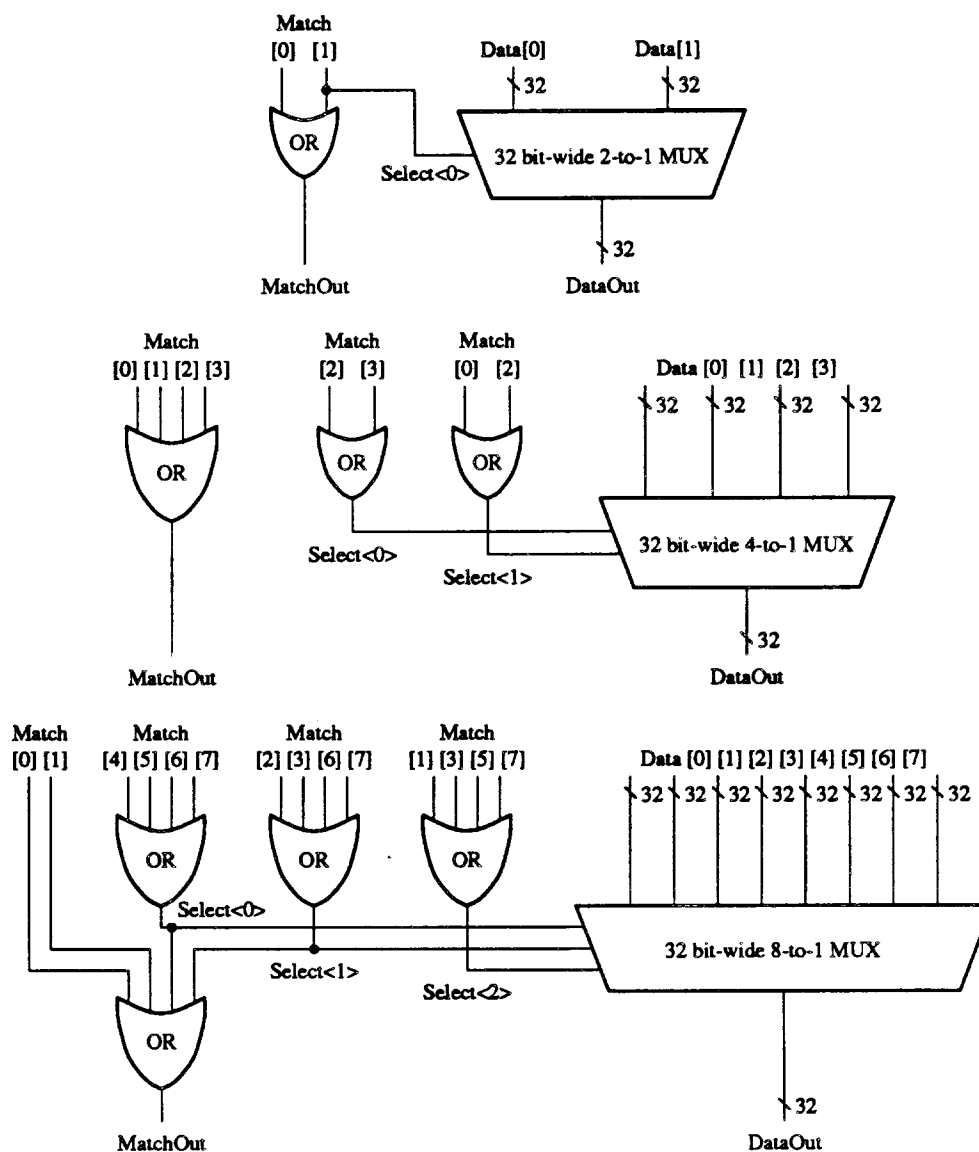 Match
[0] [1]
Data[0] Data[1]
32 32
OR
32 bit-wide 2-to-1 MUX
Select<0>
32
MatchOut
DataOut
Match Match Match
[0] [1] [2] [3] [2] [3] [0] [2]
Data [0] [1] [2] [3]
32 32 32 32
OR OR OR
32 bit-wide 4-to-1 MUX
Select<0>
Select<1>
32
MatchOut
DataOut
Match Match Match Match
[0] [1] [4] [5] [6] [7] [2] [3] [6] [7] [1] [3] [5] [7]
Data [0] [1] [2] [3] [4] [5] [6] [7]
32 32 32 32 32 32 32 32
OR OR OR
Select<0>
32 bit-wide 8-to-1 MUX
Select<1>
Select<2>
OR
32
MatchOut
DataOut